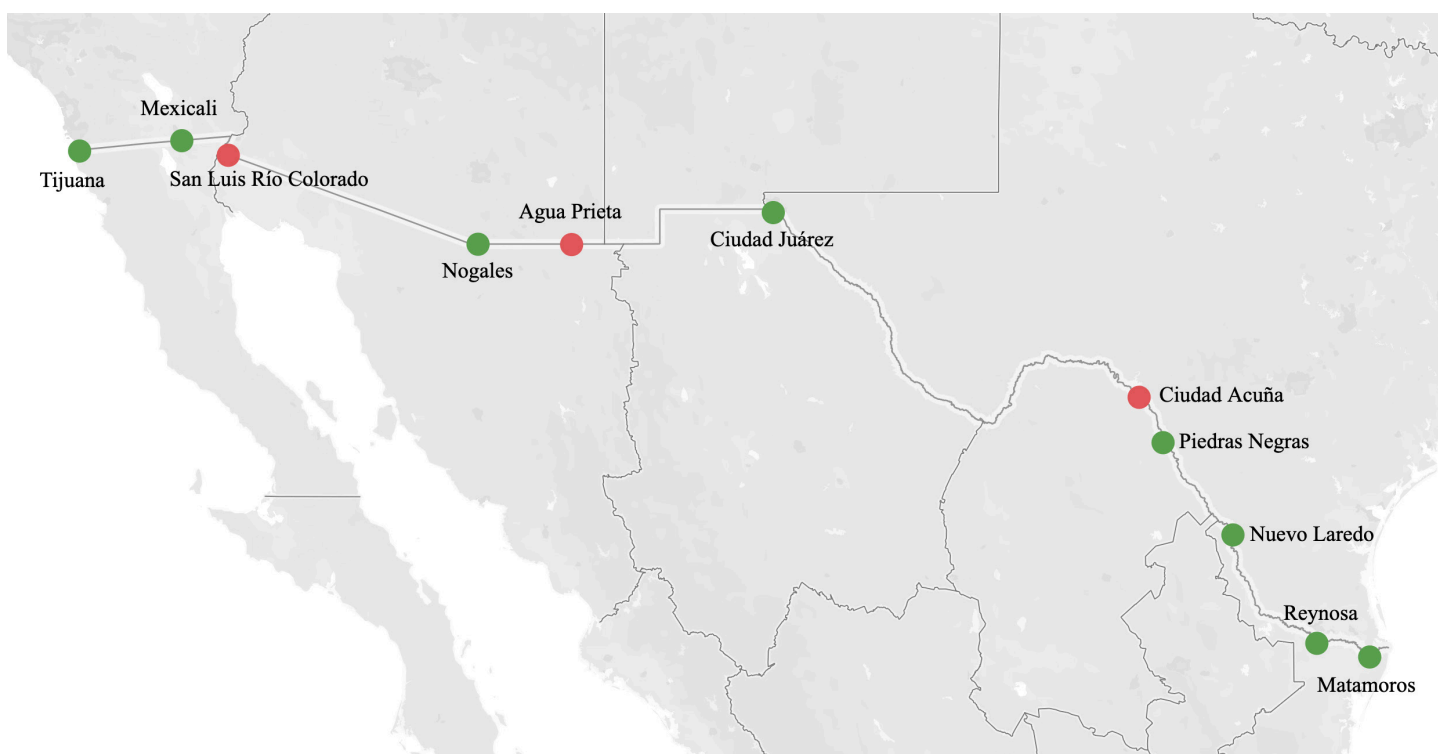 Mexicali
Tijuana
San Luis Río Colorado
Agua Prieta
Nogales
Ciudad Juárez
Ciudad Acuña
Piedras Negras
Nuevo Laredo
Reynosa
Matamoros